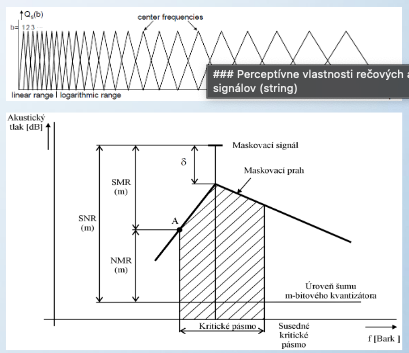 Q_b(b)
center frequencies
b= 1 2 3 ...
### Perceptívne vlastnosti rečových a
signálov (string)
linear range | logarithmic range
Akustický
tlak [dB]
Maskovací signál
δ
Maskovací prah
SMR
(m)
SNR
(m)
A
NMR
(m)
Úroveň šumu
m-bitového kvantizátora
Kritické pásmo
Susedné
kritické
pásmo
f [Bark ]